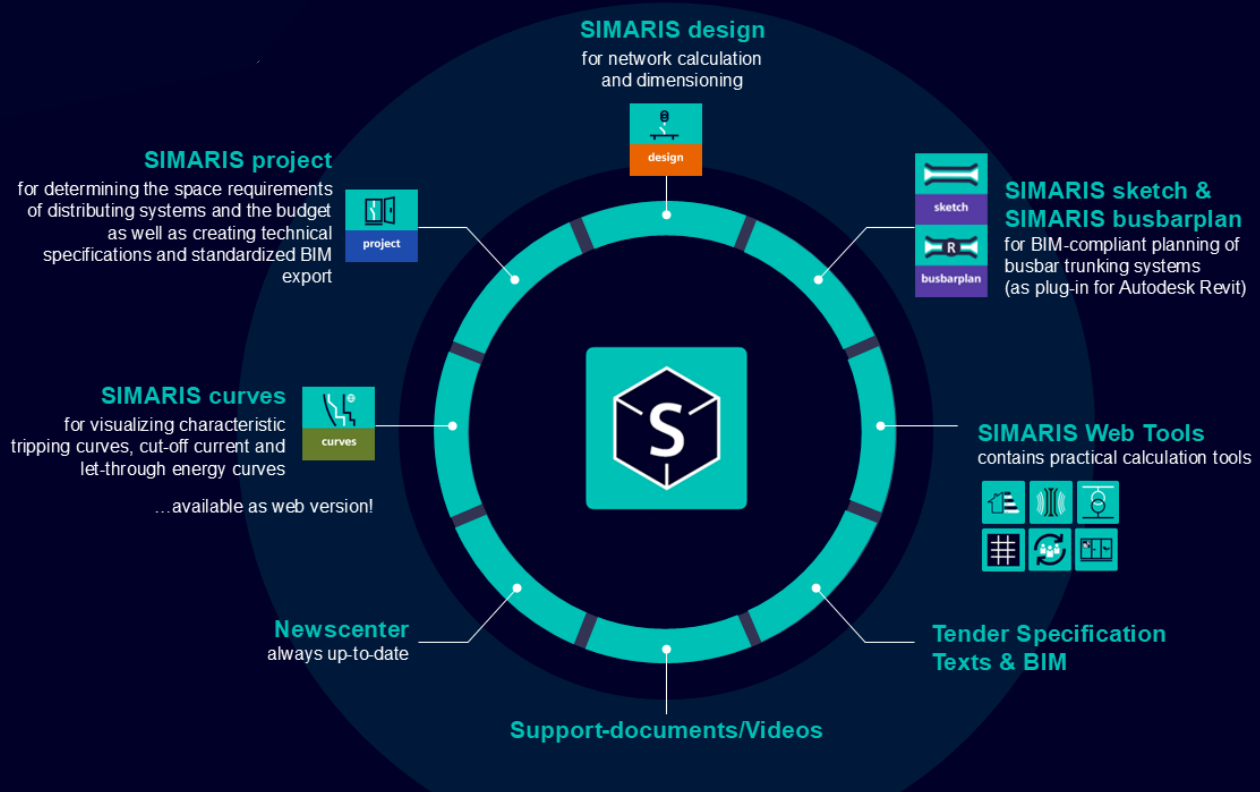 SIMARIS design
for network calculation
and dimensioning
design
SIMARIS project
for determining the space requirements
of distributing systems and the budget
as well as creating technical
specifications and standardized BIM
export
project
sketch
R
busbarplan
SIMARIS sketch &
SIMARIS busbarplan
for BIM-compliant planning of
busbar trunking systems
(as plug-in for Autodesk Revit)
SIMARIS curves
for visualizing characteristic
tripping curves, cut-off current and
let-through energy curves
…available as web version!
curves
S
SIMARIS Web Tools
contains practical calculation tools
Newscenter
always up-to-date
Tender Specification
Texts & BIM
Support-documents/Videos